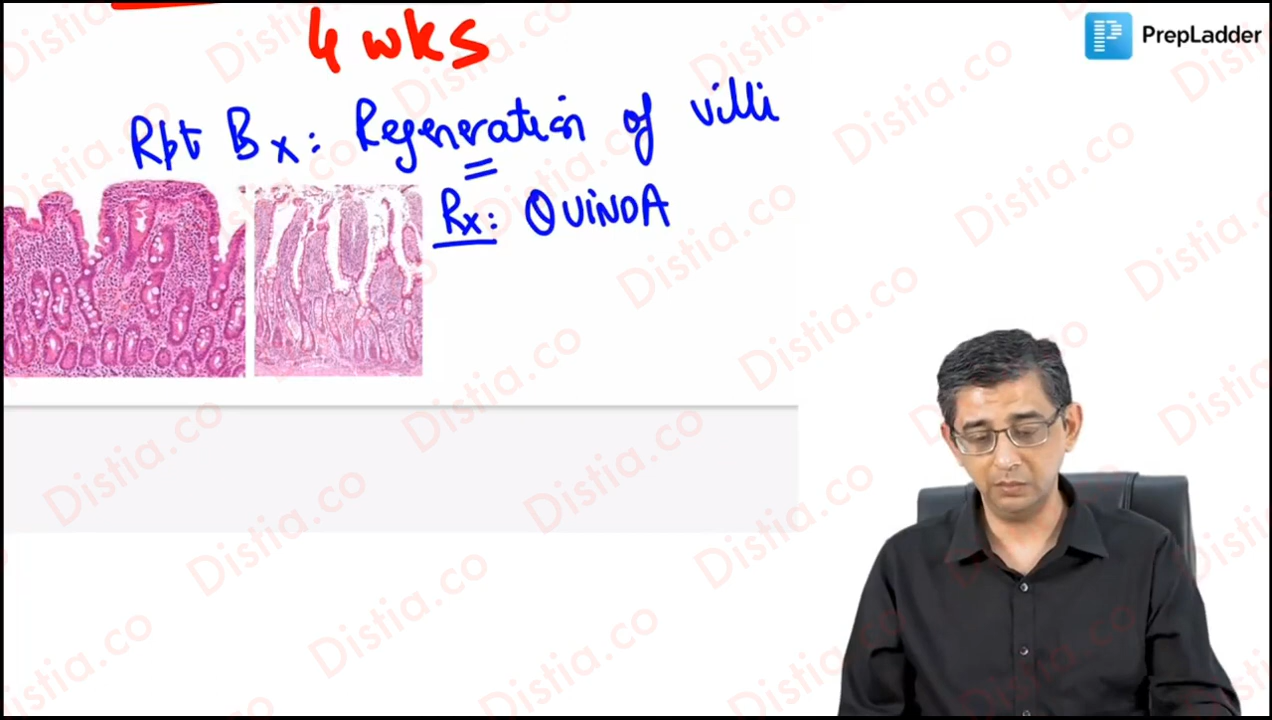 PrepLadder
4 wks
Rpt Bx: Regeneration of villi
Rx: QUINOA
Distia.co